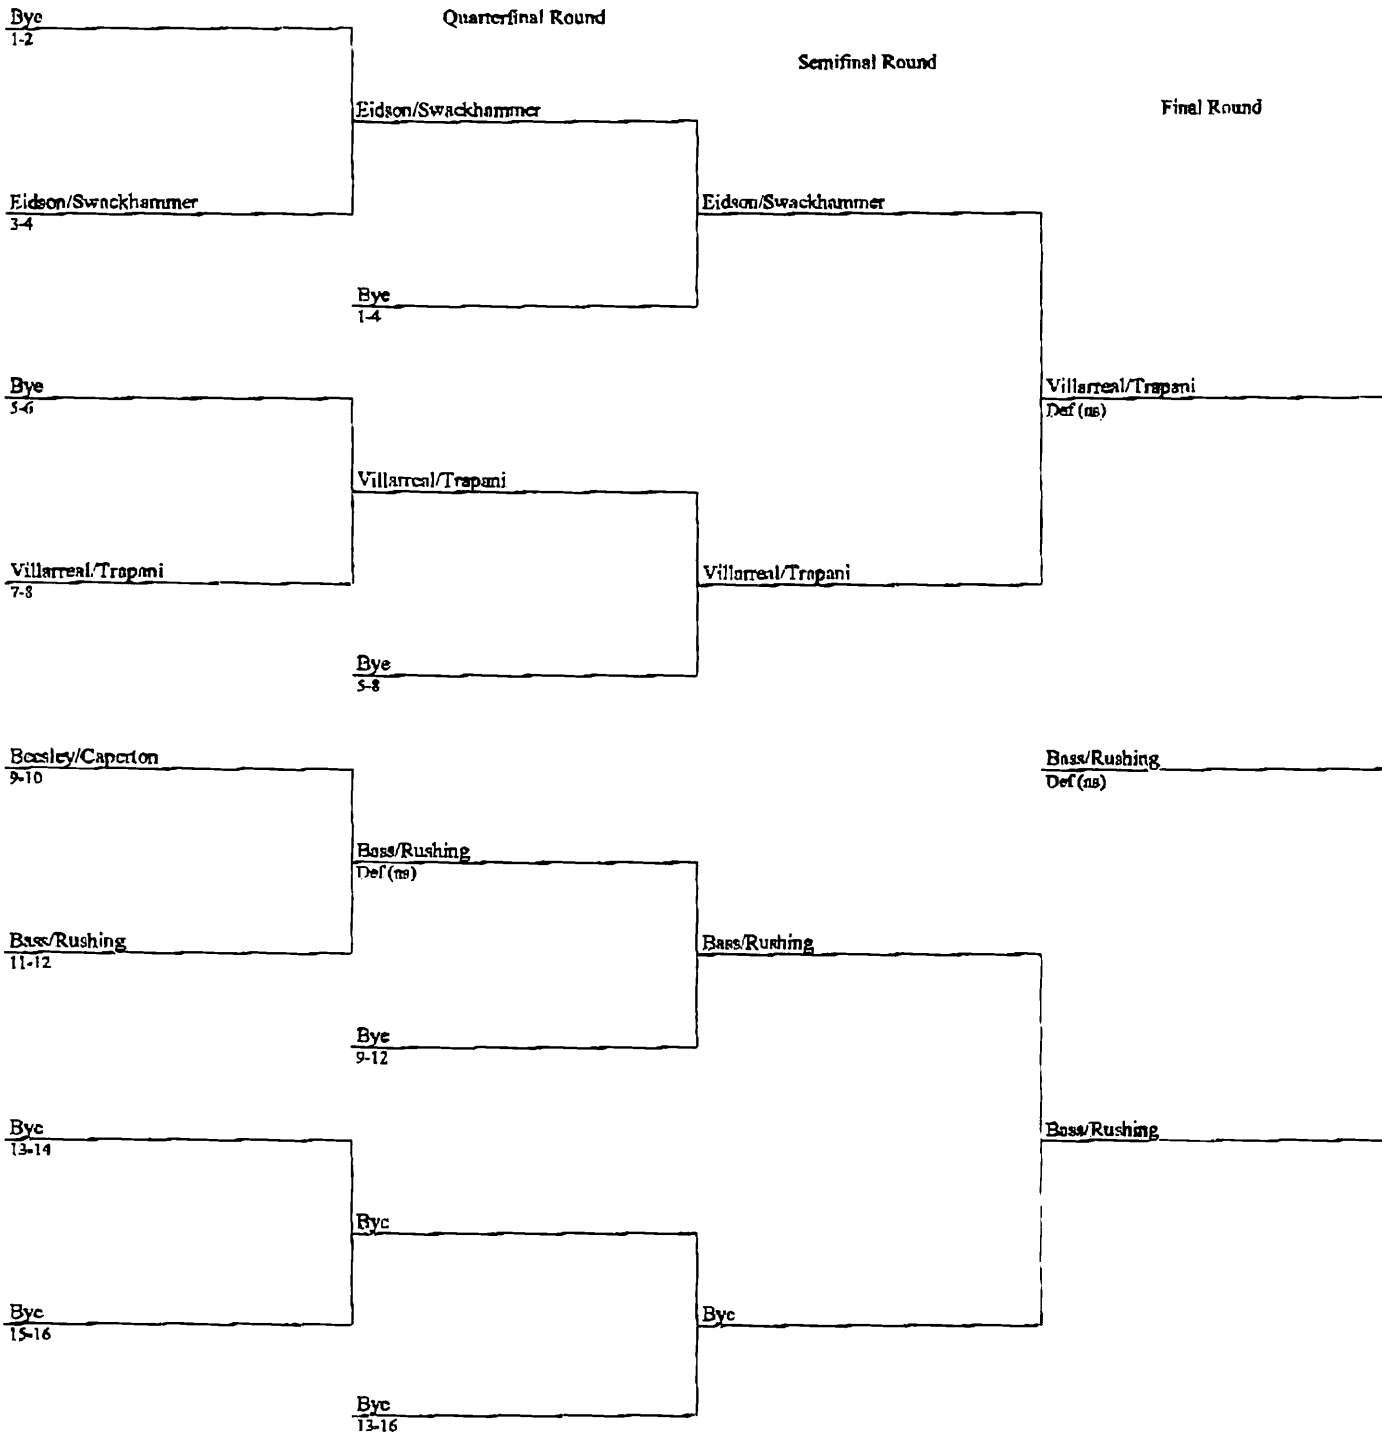 Bye
1-2
Quarterfinal Round
Semifinal Round
Final Round
Eidson/Swackhammer
Eidson/Swackhammer
3-4
Eidson/Swackhammer
Bye
1-4
Bye
5-6
Villarreal/Trapani
Def (ns)
Villarreal/Trapani
Villarreal/Trapani
7-8
Villarreal/Trapani
Bye
5-8
Beesley/Caperton
9-10
Bass/Rushing
Def (ns)
Bass/Rushing
Def (ns)
Bass/Rushing
11-12
Bass/Rushing
Bye
9-12
Bye
13-14
Bass/Rushing
Bye
Bye
15-16
Bye
Bye
13-16